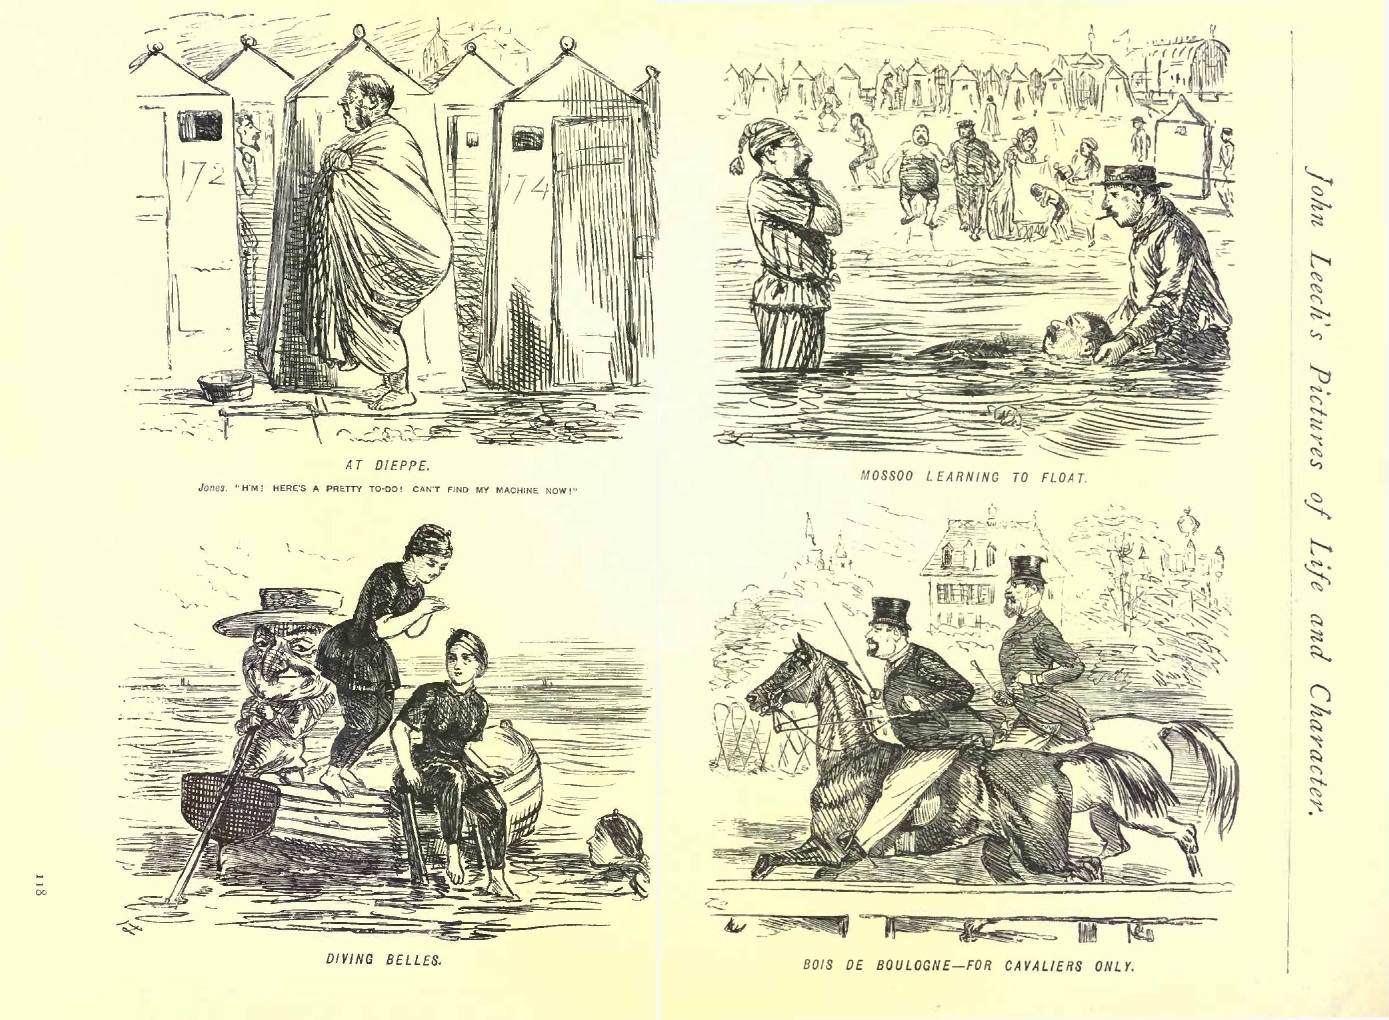 John Leech's Pictures of Life and Character.
172
174
AT DIEPPE.
Jones. "H'M! HERE'S A PRETTY TO-DO! CAN'T FIND MY MACHINE NOW!"
MOSSOO LEARNING TO FLOAT.
DIVING BELLES.
BOIS DE BOULOGNE—FOR CAVALIERS ONLY.
118